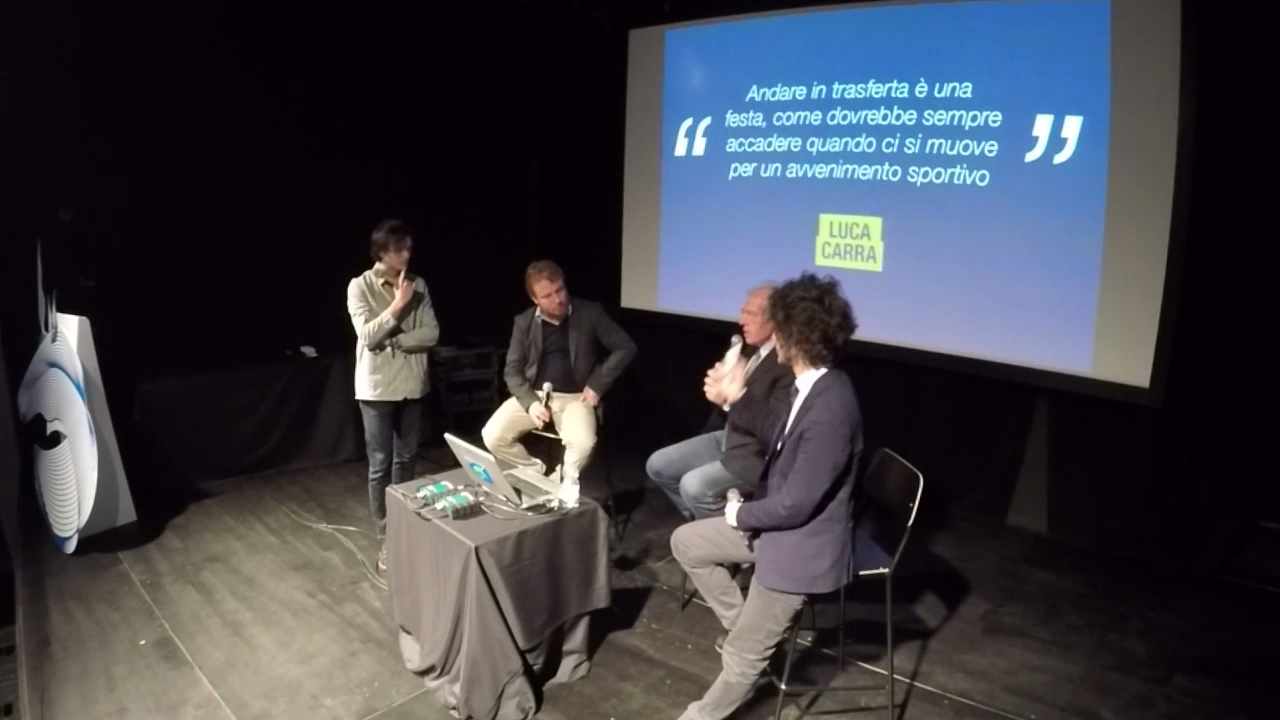 Andare in trasferta è una
“ festa, come dovrebbe sempre ”
accadere quando ci si muove
per un avvenimento sportivo
LUCA
CARRA